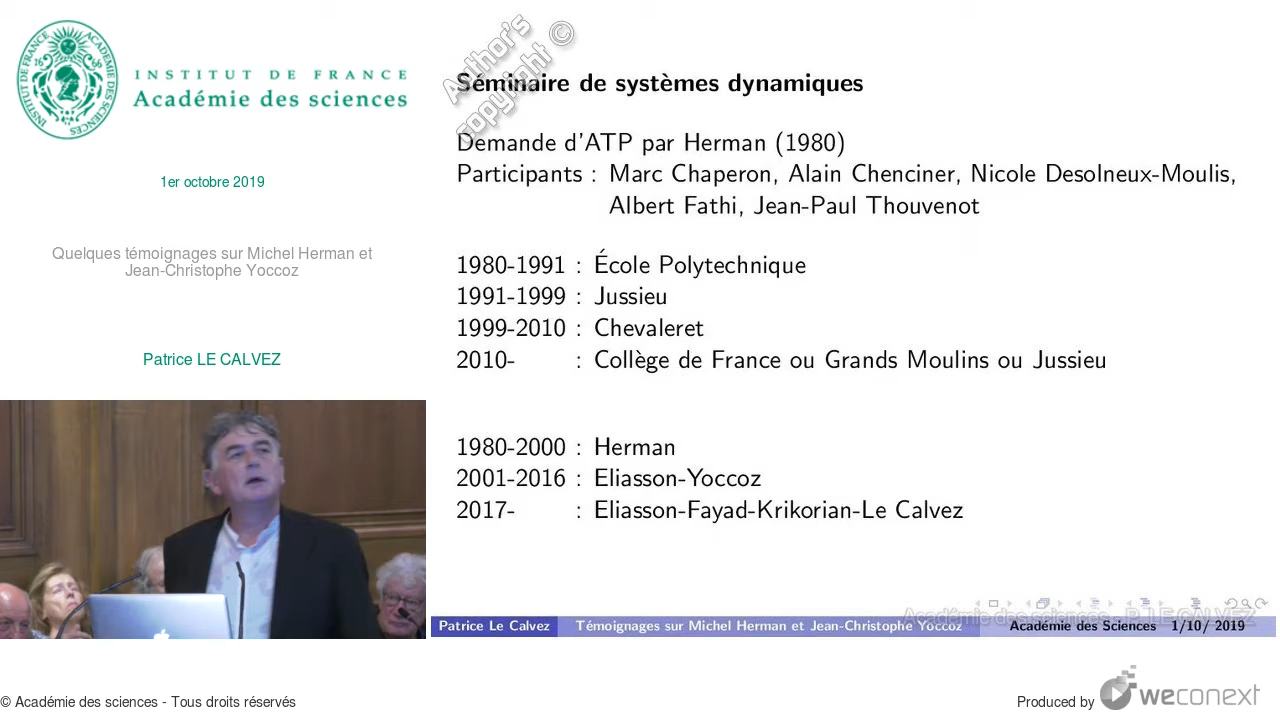 INSTITUT DE FRANCE
Académie des sciences
1er octobre 2019
Quelques témoignages sur Michel Herman et
Jean-Christophe Yoccoz
Patrice LE CALVEZ
Author's
copyright ©
Séminaire de systèmes dynamiques
Demande d'ATP par Herman (1980)
Participants : Marc Chaperon, Alain Chenciner, Nicole Desolneux-Moulis,
Albert Fathi, Jean-Paul Thouvenot
1980-1991 : École Polytechnique
1991-1999 : Jussieu
1999-2010 : Chevaleret
2010- : Collège de France ou Grands Moulins ou Jussieu
1980-2000 : Herman
2001-2016 : Eliasson-Yoccoz
2017- : Eliasson-Fayad-Krikorian-Le Calvez
Académie des sciences - P. LE CALVEZ
Patrice Le Calvez Témoignages sur Michel Herman et Jean-Christophe Yoccoz Académie des Sciences 1/10/ 2019
© Académie des sciences - Tous droits réservés
Produced by weconext